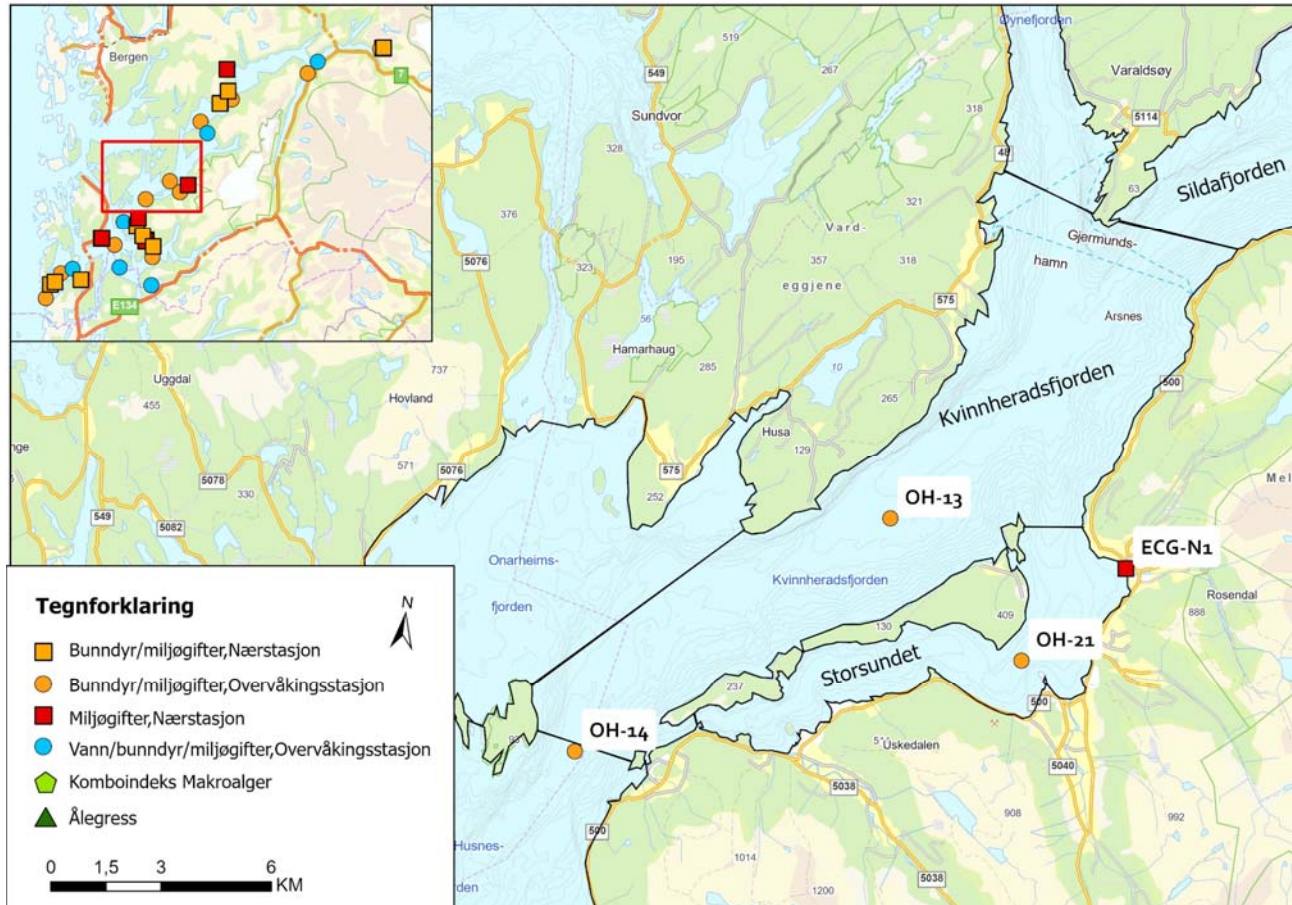 Bergen
7
E134
Øynefjorden
519
267
549
Varaldsøy
Sundvor
318
5114
328
48
63
Sildafjorden
376
321
Vard-
Gjermunds-
hamn
5076
323
195
357
318
eggjene
575
Årsnes
56
Hamarhaug
Uggdal
737
10
500
455
Hovland
285
Kvinnheradsfjorden
265
Husa
129
571
5076
575
5078
330
252
549
5082
OH-13
ECG-N1
Onarheims-
fjorden
Kvinnheradsfjorden
Rosendal
409
888
130
OH-21
Storsundet
237
500
OH-14
Uskedalen
5040
5038
908
992
500
Husnes-
1014
5038
1200
Tegnforklaring
N
Bunndyr/miljøgifter,Nærstasjon
Bunndyr/miljøgifter,Overvåkingsstasjon
Miljøgifter,Nærstasjon
Vann/bunndyr/miljøgifter,Overvåkingsstasjon
Komboindeks Makroalger
Ålegress
0 1,5 3 6
KM